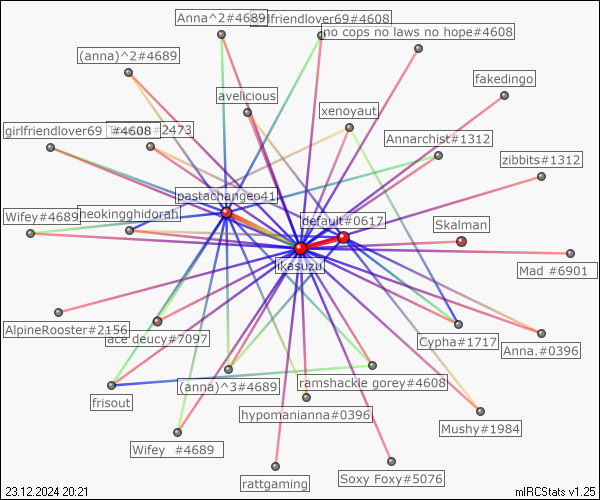 Anna^2#4689
girlfriendlover69#4608
no cops no laws no hope#4608
(anna)^2#4689
fakedingo
avelicious
xenoyaut
girlfriendlover69 #4608
#2473
Annarchist#1312
zibbits#1312
pastachangeo41
Wifey#4689
heokingghidorah
default#0617
Skalman
ikasuzu
Mad #6901
AlpineRooster#2156
ace deucy#7097
Cypha#1717
Anna.#0396
(anna)^3#4689
ramshackle gorey#4608
frisout
hypomanianna#0396
Mushy#1984
Wifey #4689
rattgaming
Soxy Foxy#5076
23.12.2024 20:21
mIRCStats v1.25